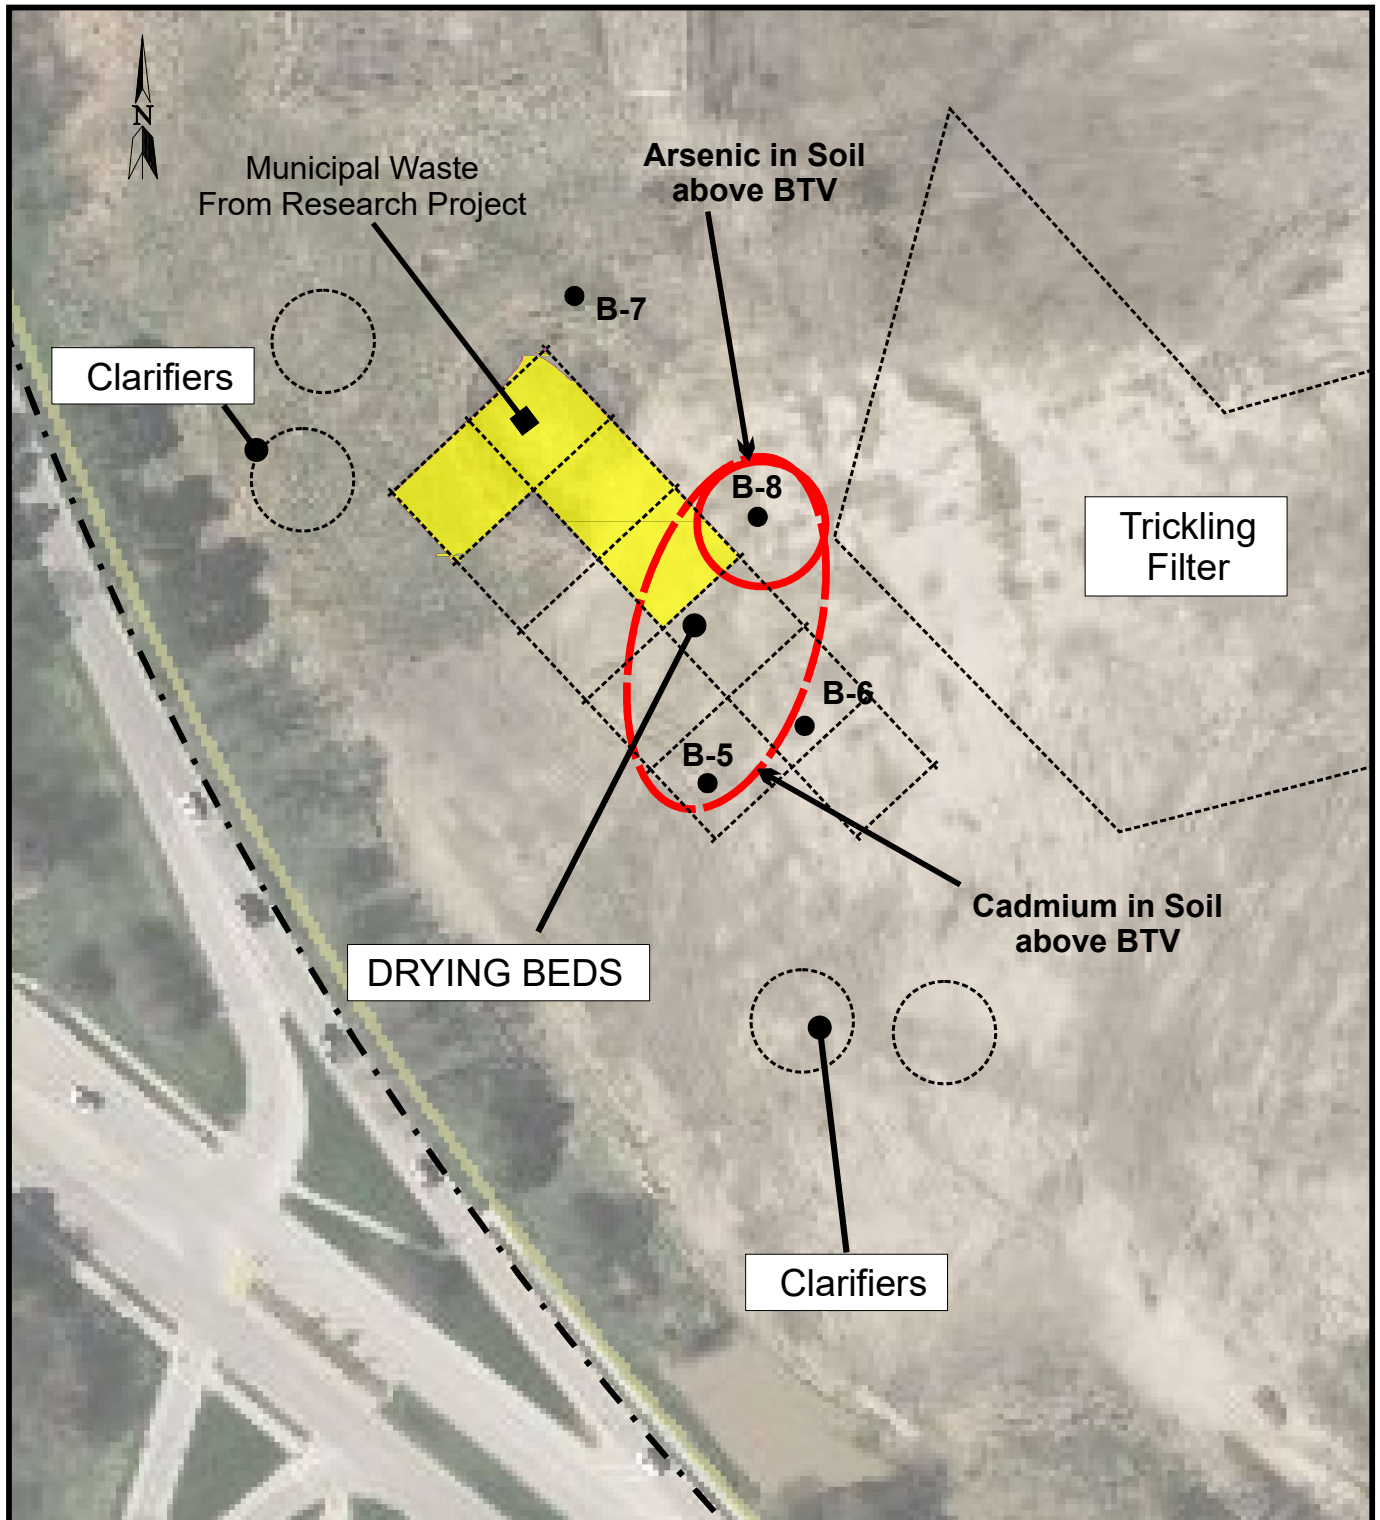 N
Municipal Waste
From Research Project
Arsenic in Soil
above BTV
B-7
Clarifiers
B-8
Trickling
Filter
B-6
B-5
Cadmium in Soil
above BTV
DRYING BEDS
Clarifiers